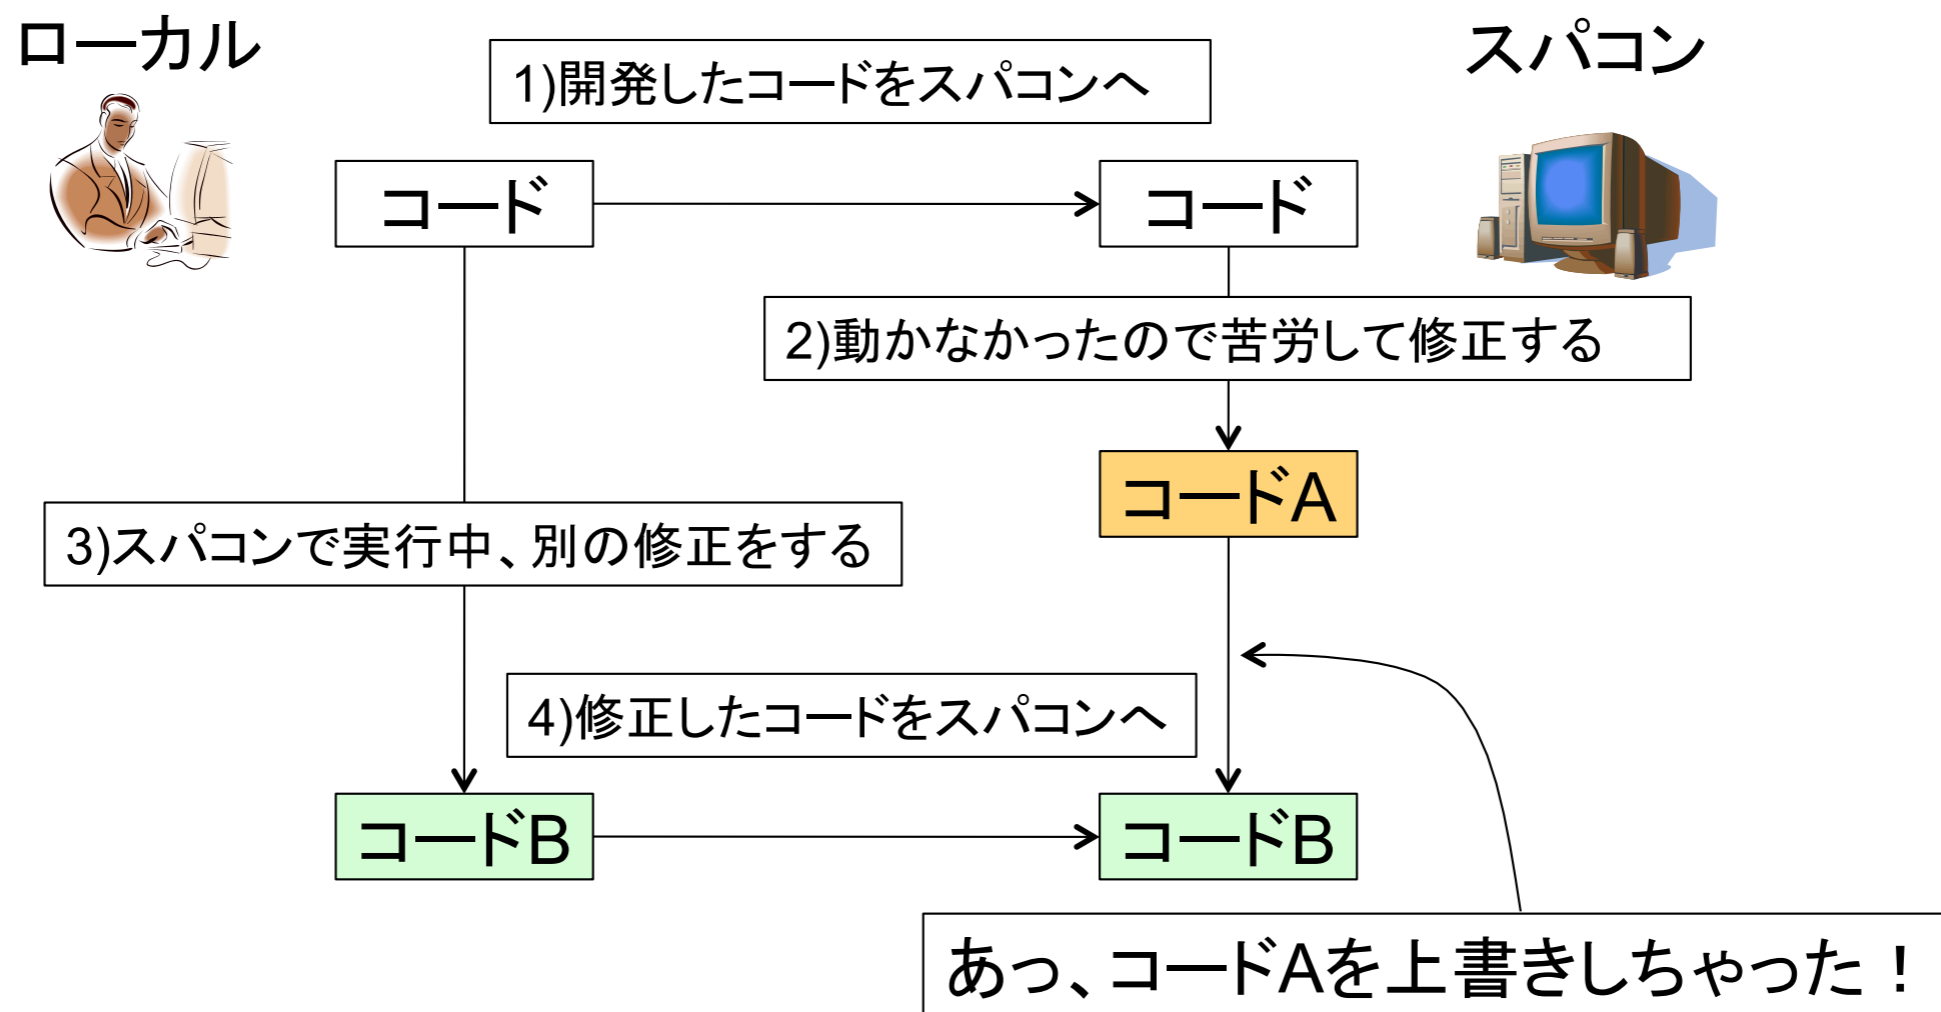 ローカル
スパコン
1)開発したコードをスパコンへ
コード
コード
2)動かなかったので苦労して修正する
コードA
3)スパコンで実行中、別の修正をする
4)修正したコードをスパコンへ
コードB
コードB
あっ、コードAを上書きしちゃった！